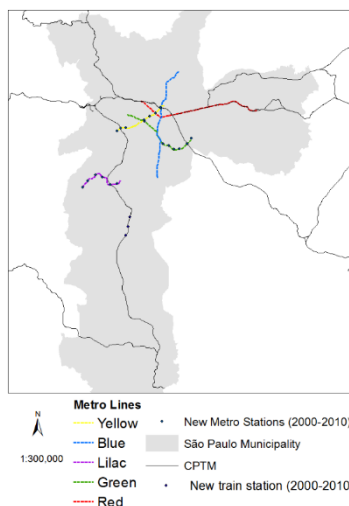 Metro Lines
Yellow
Blue
Lilac
Green
Red
N
1:300,000
New Metro Stations (2000-2010)
São Paulo Municipality
CPTM
New train station (2000-2010